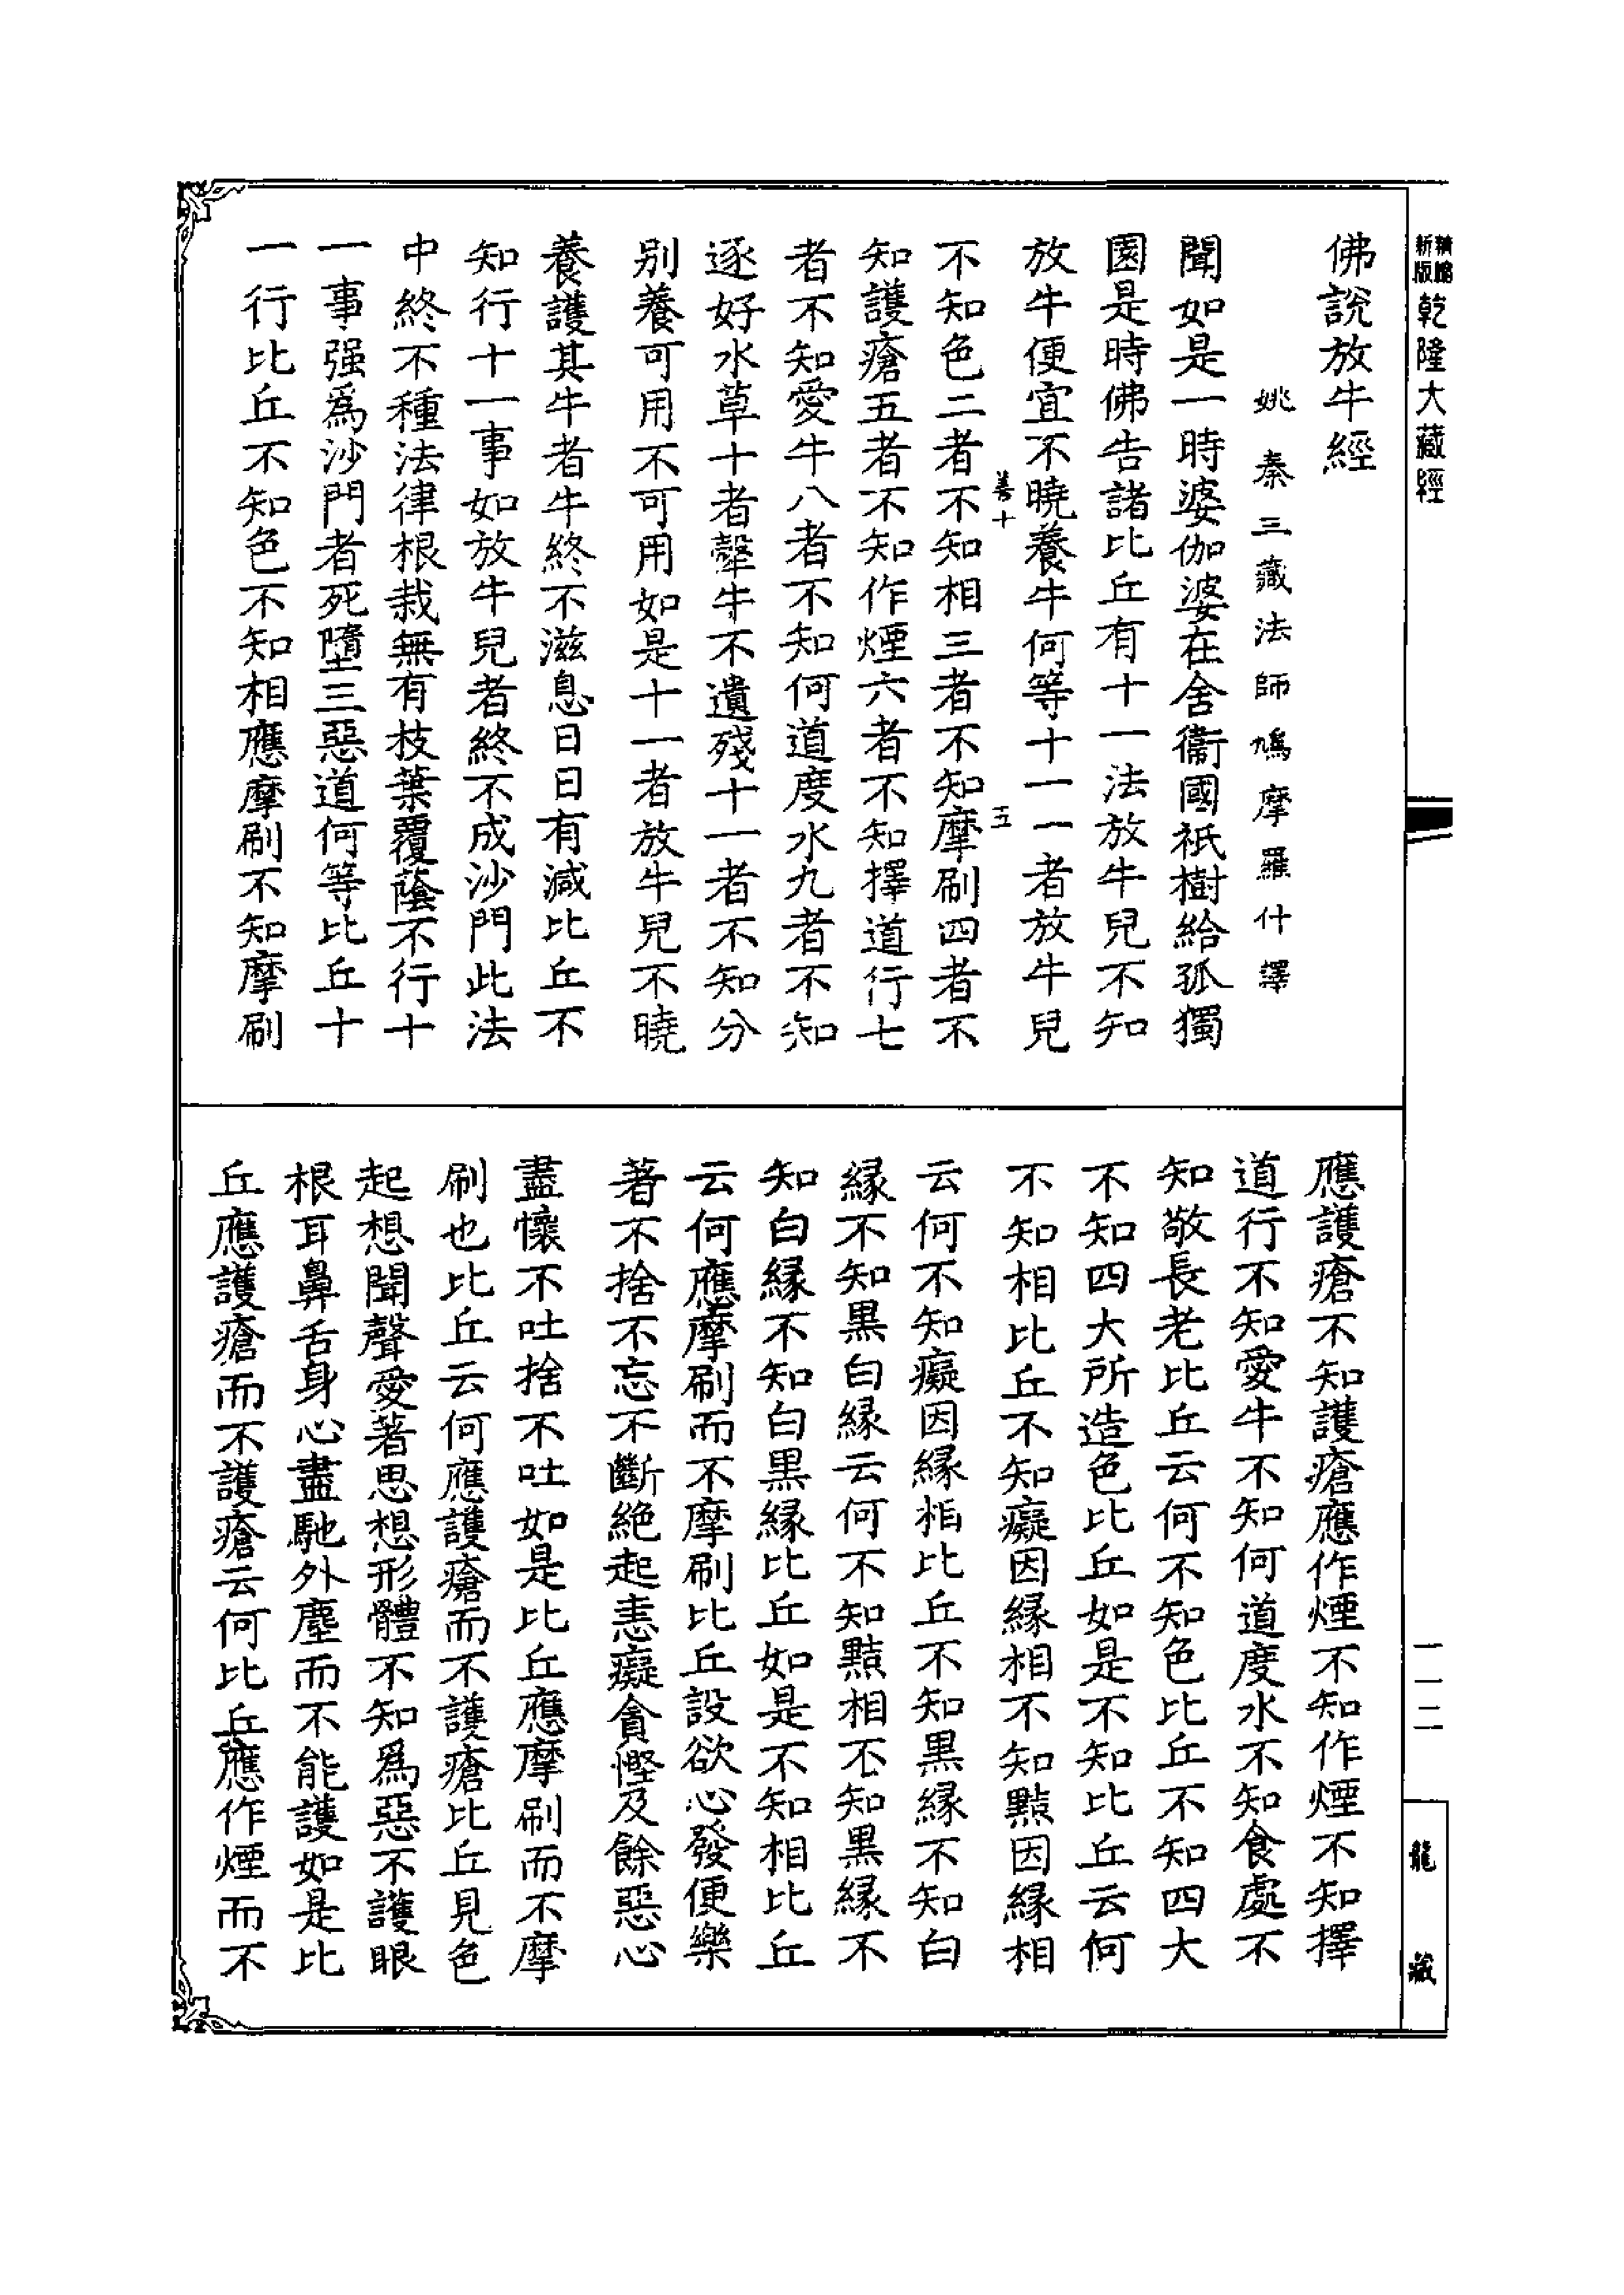 精縮
新版
乾隆大藏經
佛說放牛經
姚秦三藏法師鳩摩羅什譯
聞如是一時婆伽婆在舍衞國祇樹給孤獨
園是時佛告諸比丘有十一法放牛兒不知
放牛便宜不曉養牛何等十一一者放牛兒
善十
五
不知色二者不知相三者不知摩刷四者不
知護瘡五者不知作煙六者不知擇道行七
者不知愛牛八者不知何道度水九者不知
逐好水草十者犛牛不遺殘十一者不知分
别養可用不可用如是十一者放牛兒不曉
養護其牛者牛終不滋息日日有減比丘不
知行十一事如放牛兒者終不成沙門此法
中終不種法律根栽無有枝葉覆蔭不行十
一事强爲沙門者死墮三惡道何等比丘十
一行比丘不知色不知相應摩刷不知摩刷
應護瘡不知護瘡應作煙不知作煙不知擇
道行不知愛牛不知何道度水不知食處不
知敬長老比丘云何不知色比丘不知四大
不知四大所造色比丘如是不知比丘云何
不知相比丘不知癡因緣相不知黠因緣相
云何不知癡因緣相比丘不知黑緣不知白
緣不知黑白緣云何不知黠相不知黑緣不
知白緣不知白黑緣比丘如是不知相比丘
云何應摩刷而不摩刷比丘設欲心發便樂
著不捨不忘不斷絕起恚癡貪慳及餘惡心
盡懷不吐捨不吐如是比丘應摩刷而不摩
刷也比丘云何應護瘡而不護瘡比丘見色
起想聞聲愛著思想形體不知爲惡不護眼
根耳鼻舌身心盡馳外塵而不能護如是比
丘應護瘡而不護瘡云何比丘應作煙而不
一一二
龍藏